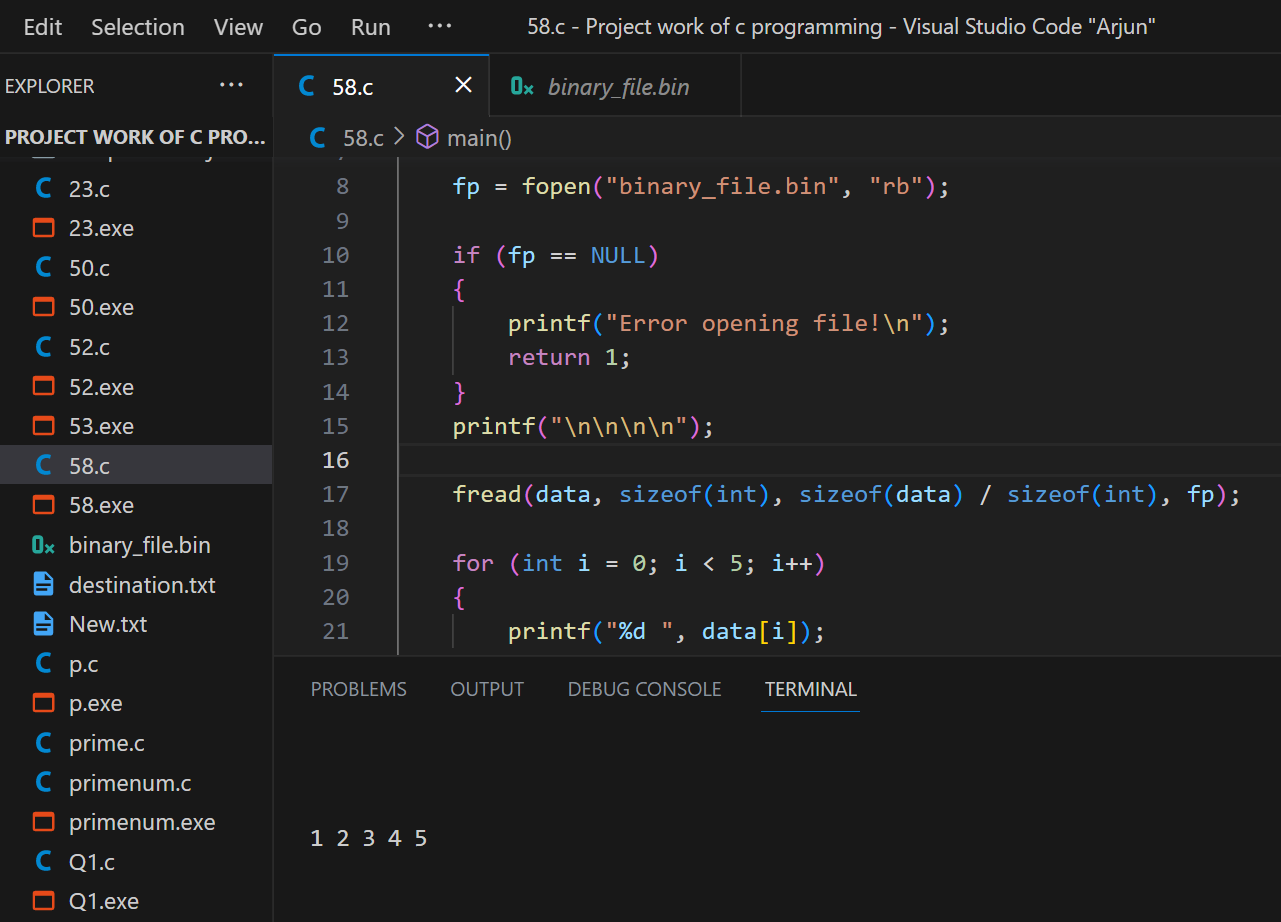 Edit Selection View Go Run ··· 58.c - Project work of c programming - Visual Studio Code "Arjun"
EXPLORER ···
PROJECT WORK OF C PRO...
23.c
23.exe
50.c
50.exe
52.c
52.exe
53.exe
58.c
58.exe
binary_file.bin
destination.txt
New.txt
p.c
p.exe
prime.c
primenum.c
primenum.exe
Q1.c
Q1.exe
58.c binary_file.bin
58.c > main()
8 fp = fopen("binary_file.bin", "rb");
9
10 if (fp == NULL)
11 {
12 printf("Error opening file!\n");
13 return 1;
14 }
15 printf("\n\n\n\n");
16
17 fread(data, sizeof(int), sizeof(data) / sizeof(int), fp);
18
19 for (int i = 0; i < 5; i++)
20 {
21 printf("%d ", data[i]);
PROBLEMS OUTPUT DEBUG CONSOLE TERMINAL
1 2 3 4 5